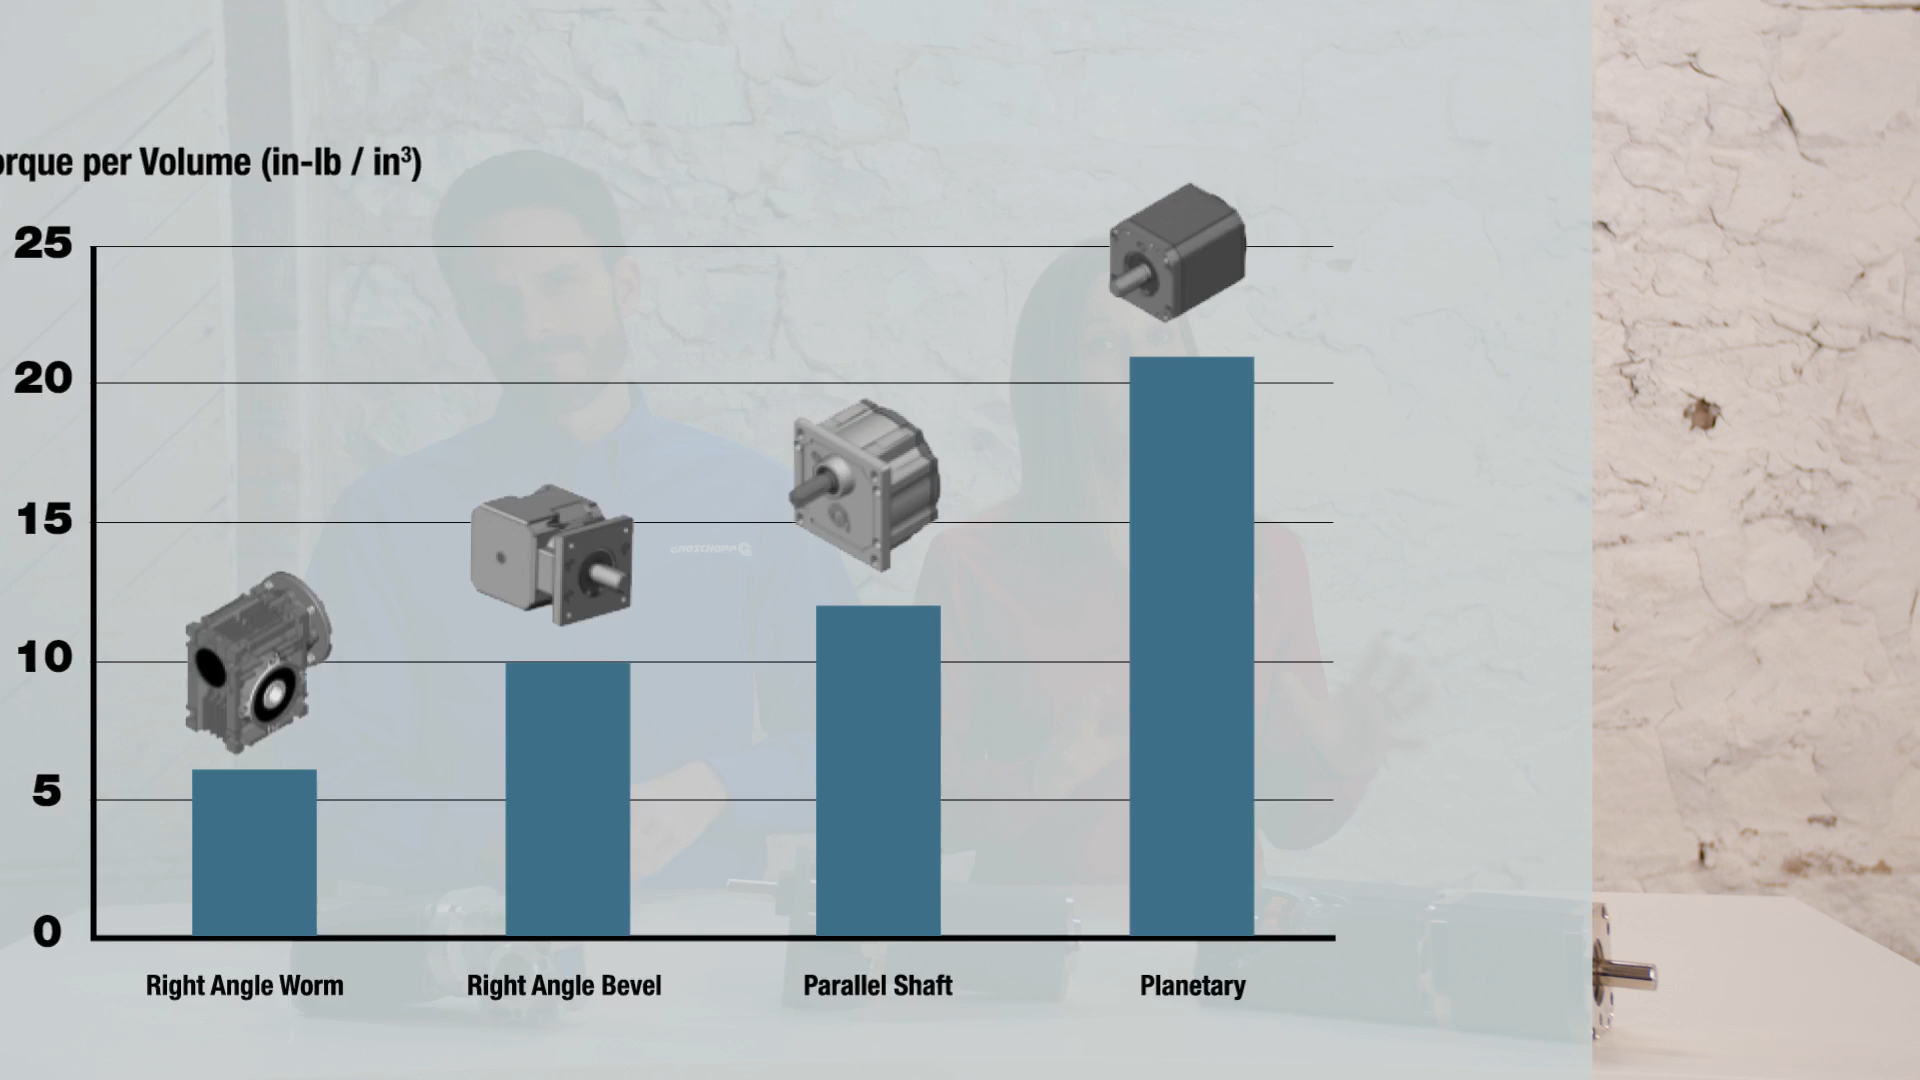 orque per Volume (in-lb / in³)
25
20
15
10
5
0
Right Angle Worm
Right Angle Bevel
Parallel Shaft
Planetary
GROSCHOPP